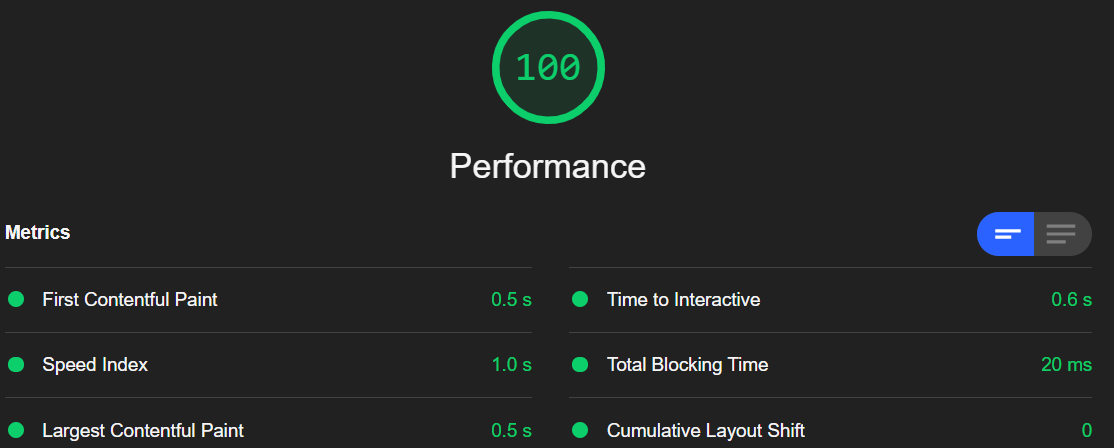 100
Performance
Metrics
First Contentful Paint 0.5 s
Time to Interactive 0.6 s
Speed Index 1.0 s
Total Blocking Time 20 ms
Largest Contentful Paint 0.5 s
Cumulative Layout Shift 0